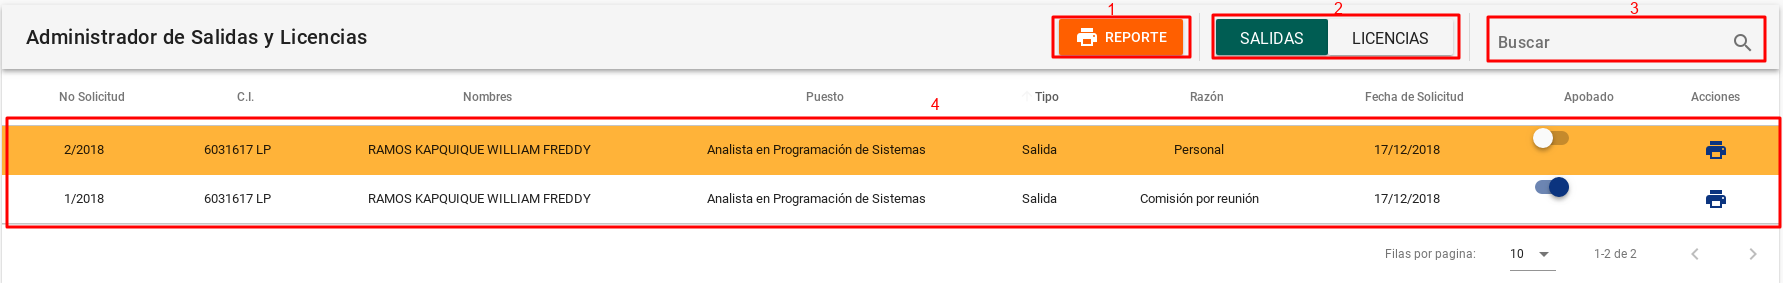 1
2
3
Administrador de Salidas y Licencias
REPORTE
SALIDAS LICENCIAS
Buscar
No Solicitud C.I. Nombres Puesto Tipo Razón Fecha de Solicitud Apobado Acciones
4
2/2018 6031617 LP RAMOS KAPQUIQUE WILLIAM FREDDY Analista en Programación de Sistemas Salida Personal 17/12/2018
1/2018 6031617 LP RAMOS KAPQUIQUE WILLIAM FREDDY Analista en Programación de Sistemas Salida Comisión por reunión 17/12/2018
Filas por pagina: 10 1-2 de 2